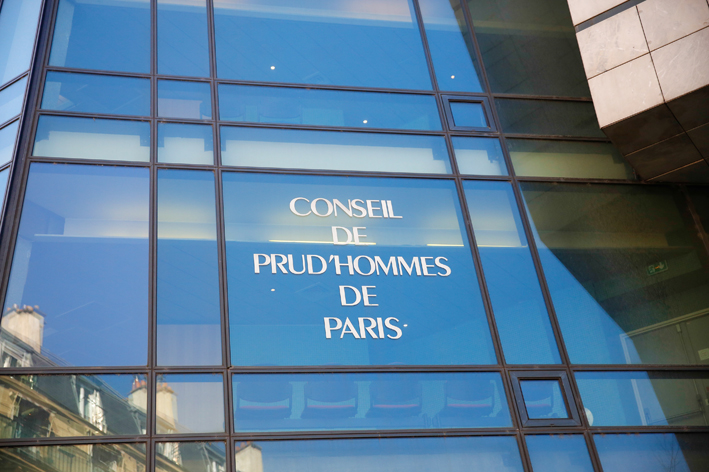 CONSEIL
DE
PRUD'HOMMES
DE
PARIS